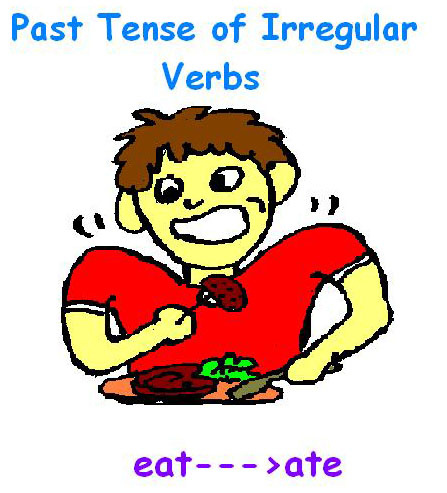 Past Tense of Irregular
Verbs
eat--->ate